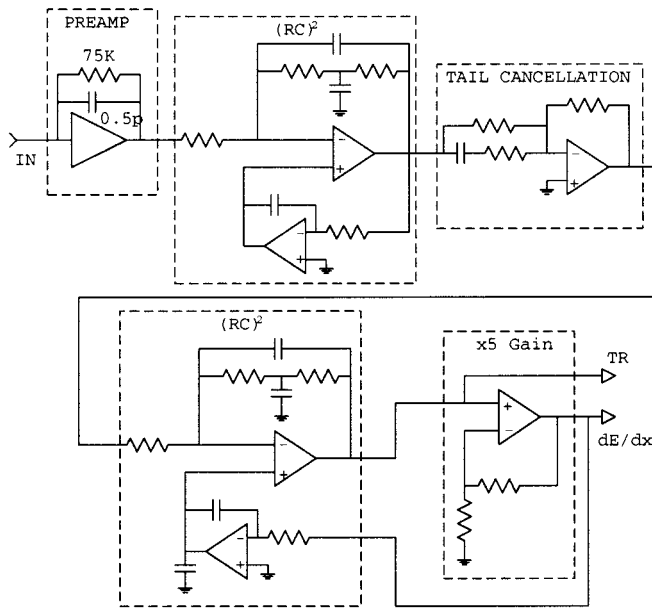 PREAMP
75K
0.5p
IN
(RC)²
- 
+
-
+
TAIL CANCELLATION
-
+
(RC)²
-
+
-
+
x5 Gain
+
-
TR
dE/dx